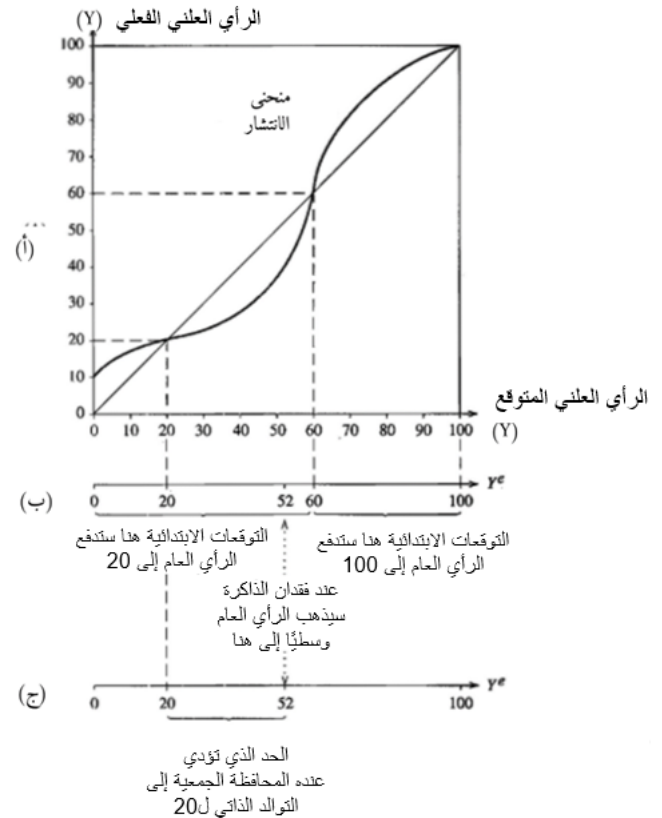 الرأي العلني الفعلي (Y)
100
90
80
70
60
50
40
30
20
10
0
منحنى
الانتشار
(أ)
0 10 20 30 40 50 60 70 80 90 100
الرأي العلني المتوقع
(Y)
(ب)
0 20 52 60 100 Yᵉ
التوقعات الابتدائية هنا ستدفع
الرأي العام إلى 20
التوقعات الابتدائية هنا ستدفع
الرأي العام إلى 100
عند فقدان الذاكرة
سيذهب الرأي العام
وسطيًا إلى هنا
(ج)
0 20 52 100 Yᵉ
الحد الذي تؤدي
عنده المحافظة الجمعية إلى
التوالد الذاتي ل20